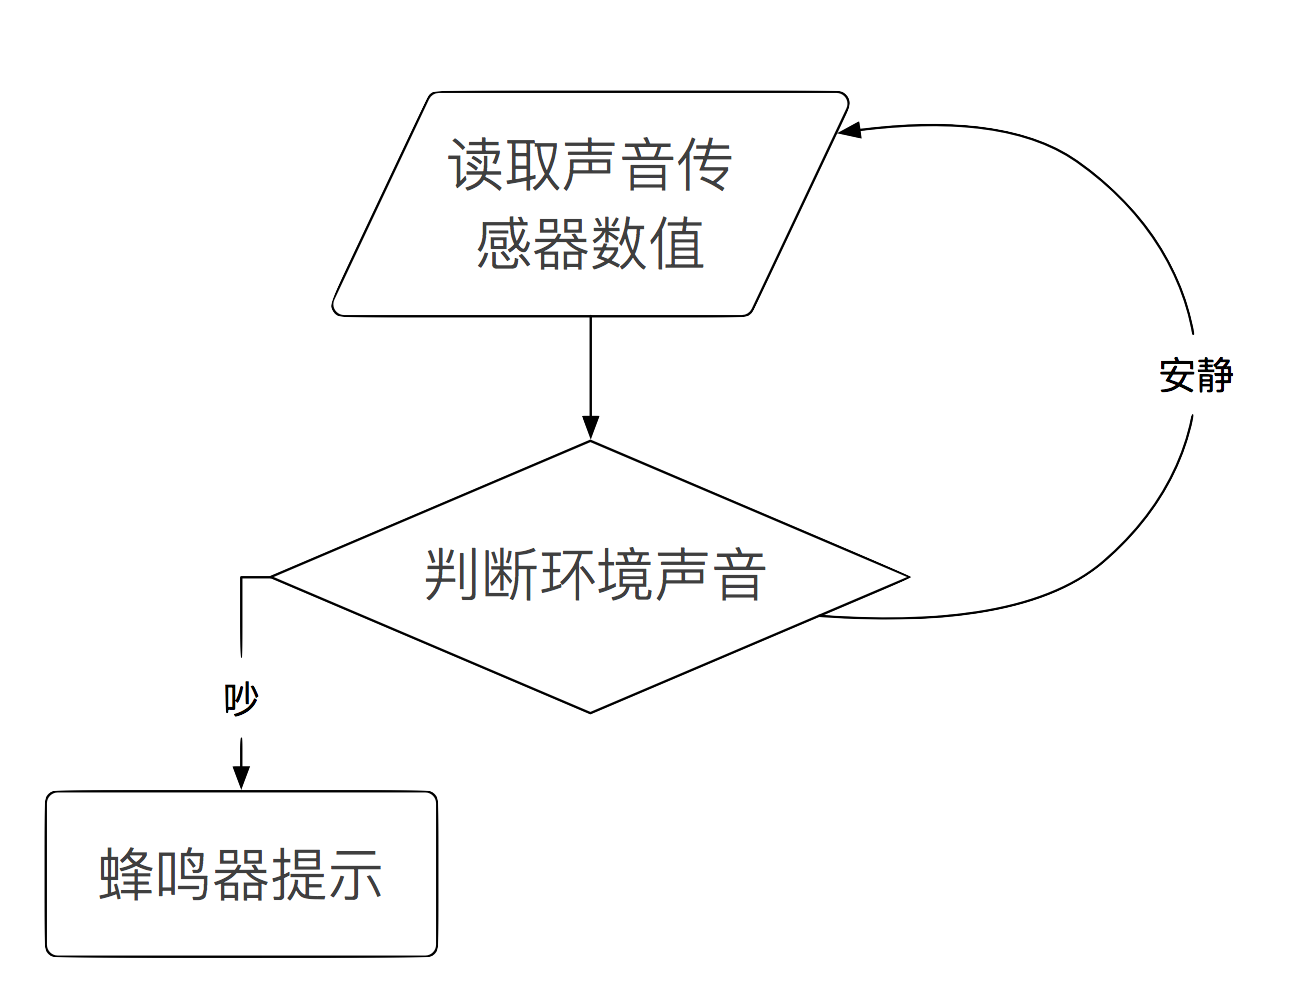 读取声音传
感器数值
安静
判断环境声音
吵
蜂鸣器提示